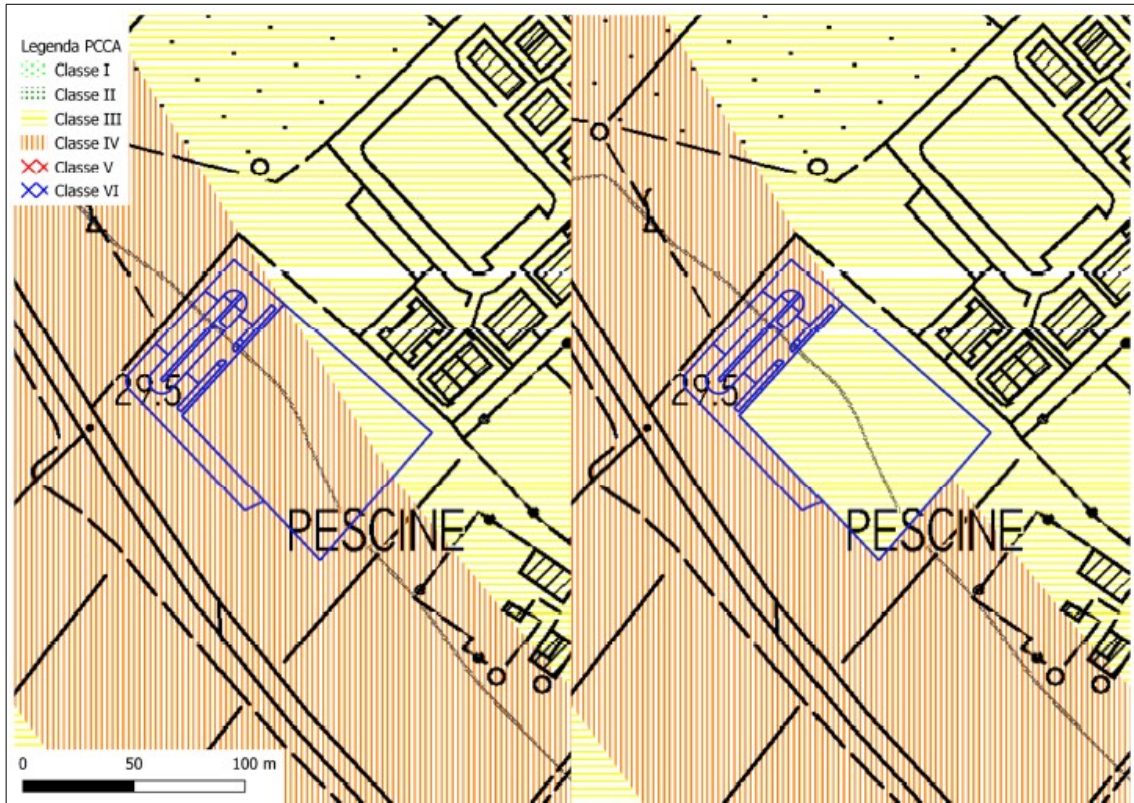 Legenda PCCA
Classe I
Classe II
Classe III
Classe IV
Classe V
Classe VI
29.5
29.5
PESCINE
PESCINE
0 50 100 m